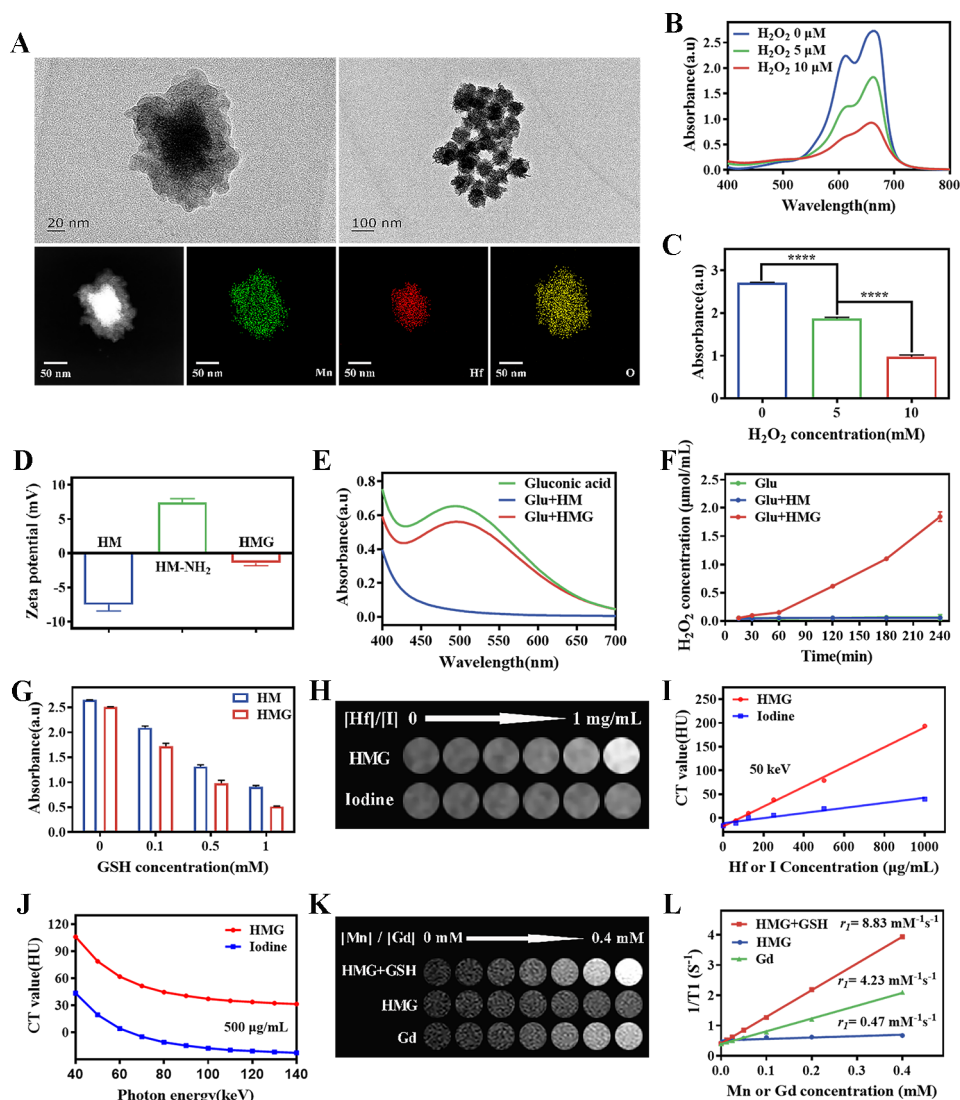 A
20 nm
100 nm
50 nm
50 nm
Mn
50 nm
Hf
50 nm
O
B
H₂O₂ 0 µM
H₂O₂ 5 µM
H₂O₂ 10 µM
Absorbance(a.u)
2.5
2.0
1.5
1.0
0.5
0.0
400 500 600 700 800
Wavelength(nm)
C
**** ****
Absorbance(a.u)
3
2
1
0
0 5 10
H₂O₂ concentration(mM)
D
Zeta potential (mV)
10
5
0
-5
-10
HM
HM-NH₂
HMG
E
Gluconic acid
Glu+HM
Glu+HMG
Absorbance(a.u)
0.8
0.6
0.4
0.2
0.0
400 450 500 550 600 650 700
Wavelength(nm)
F
Glu
Glu+HM
Glu+HMG
H₂O₂ concentration (µmol/mL)
2.5
2.0
1.5
1.0
0.5
0.0
0 30 60 90 120 150 180 210 240
Time(min)
G
HM
HMG
Absorbance(a.u)
2.5
2.0
1.5
1.0
0.5
0.0
0 0.1 0.5 1
GSH concentration(mM)
H
[Hf]/[I] 0 1 mg/mL
HMG
Iodine
I
HMG
Iodine
50 keV
CT value(HU)
250
200
150
100
50
0
0 200 400 600 800 1000
Hf or I Concentration (µg/mL)
J
HMG
Iodine
500 µg/mL
CT value(HU)
120
90
60
30
0
40 60 80 100 120 140
Photon energy(keV)
K
[Mn] / [Gd] 0 mM 0.4 mM
HMG+GSH
HMG
Gd
L
HMG+GSH
HMG
Gd
r₁= 8.83 mM⁻¹s⁻¹
r₁= 4.23 mM⁻¹s⁻¹
r₁= 0.47 mM⁻¹s⁻¹
1/T1 (S⁻¹)
4
3
2
1
0
0.0 0.1 0.2 0.3 0.4
Mn or Gd concentration (mM)